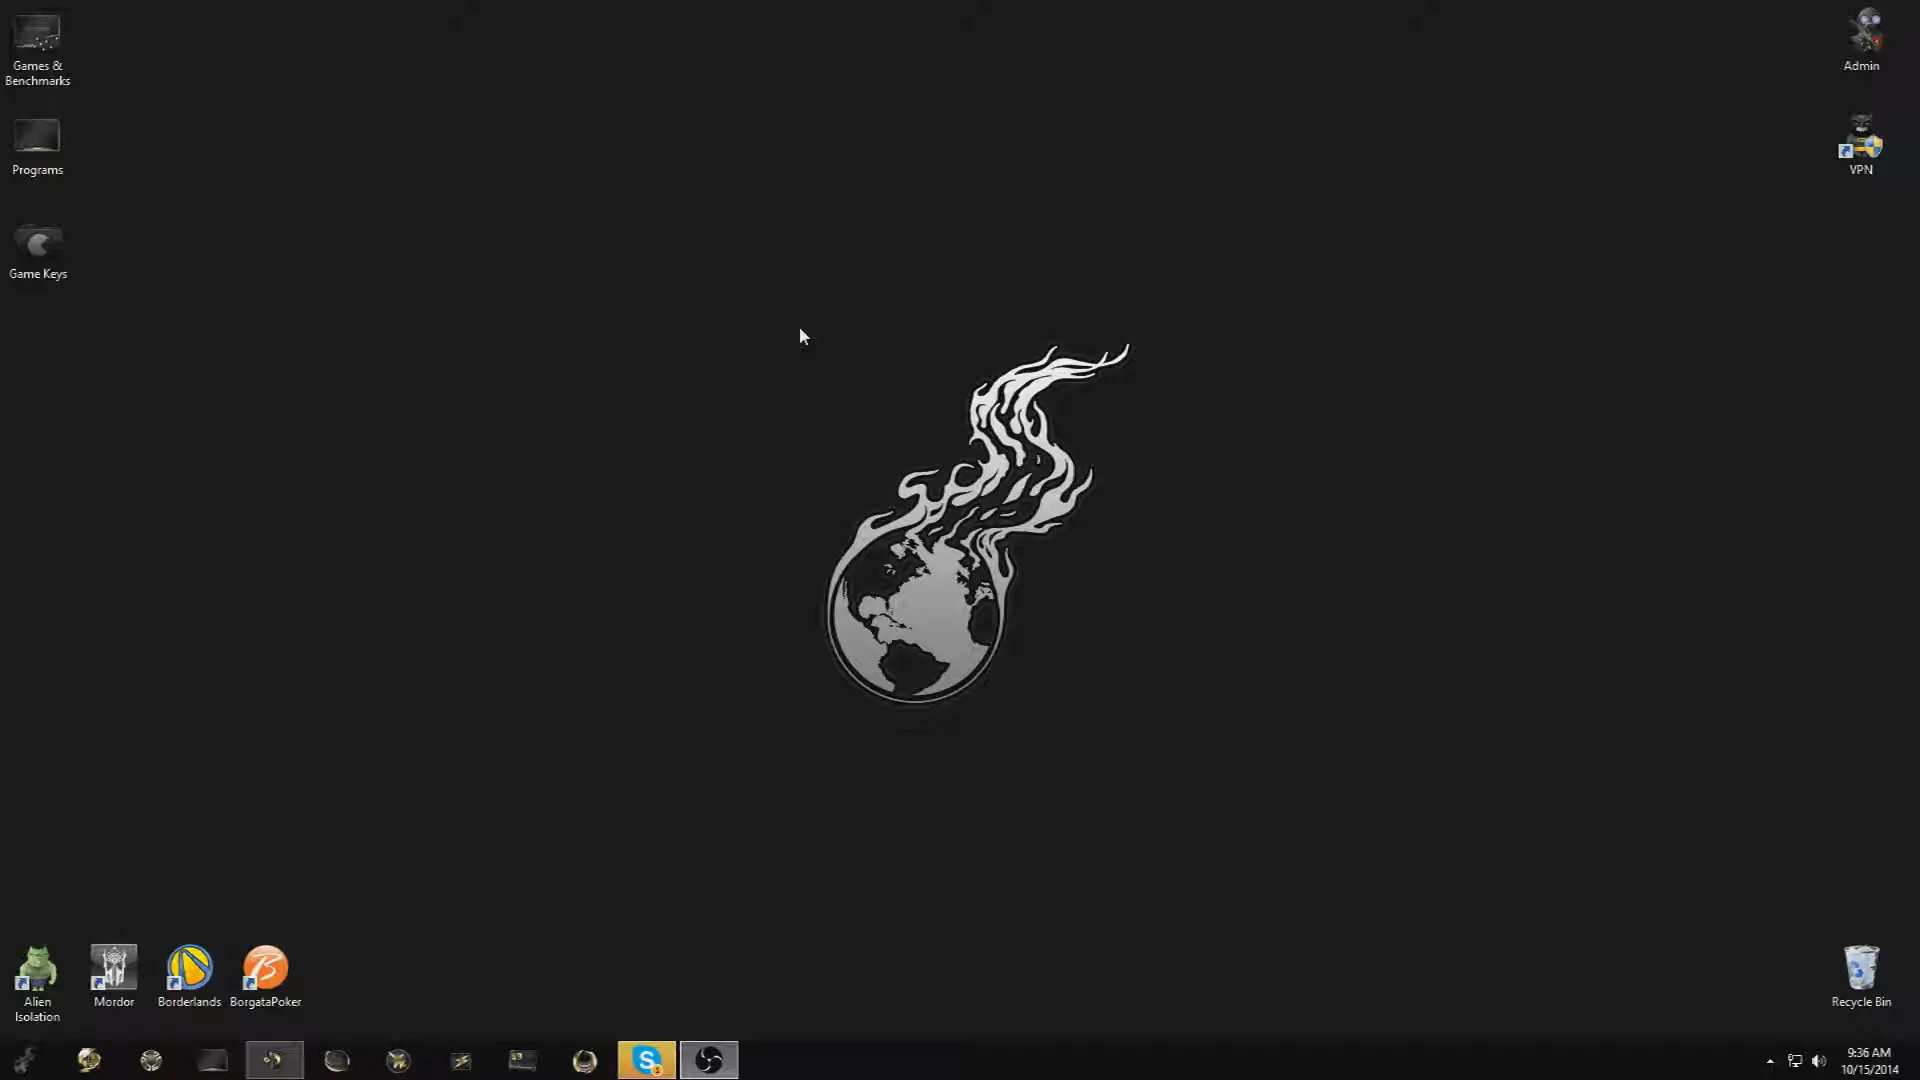 Games &
Benchmarks
Admin
Programs
VPN
Game Keys
Alien
Isolation
Mordor
Borderlands
BorgataPoker
Recycle Bin
9:36 AM
10/15/2014